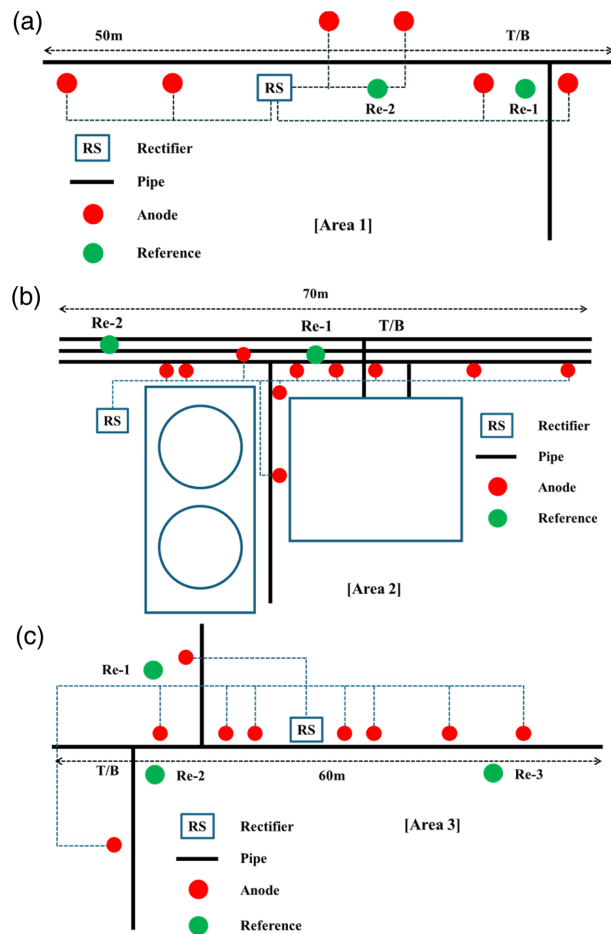 (a)
50m
T/B
RS
Re-2
Re-1
RS
Rectifier
Pipe
Anode
Reference
[Area 1]
(b)
70m
Re-2
Re-1
T/B
RS
RS
Rectifier
Pipe
Anode
Reference
[Area 2]
(c)
Re-1
RS
T/B
Re-2
60m
Re-3
RS
Rectifier
[Area 3]
Pipe
Anode
Reference